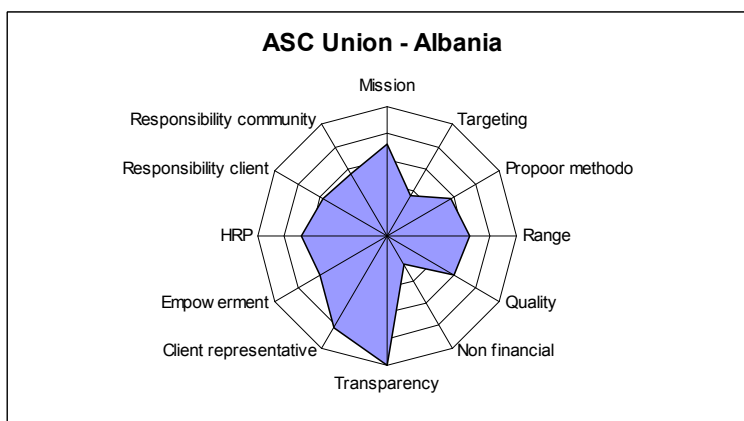 ASC Union - Albania
Mission
Responsibility community
Targeting
Responsibility client
Propoor methodo
HRP
Range
Empow erment
Quality
Client representative
Non financial
Transparency